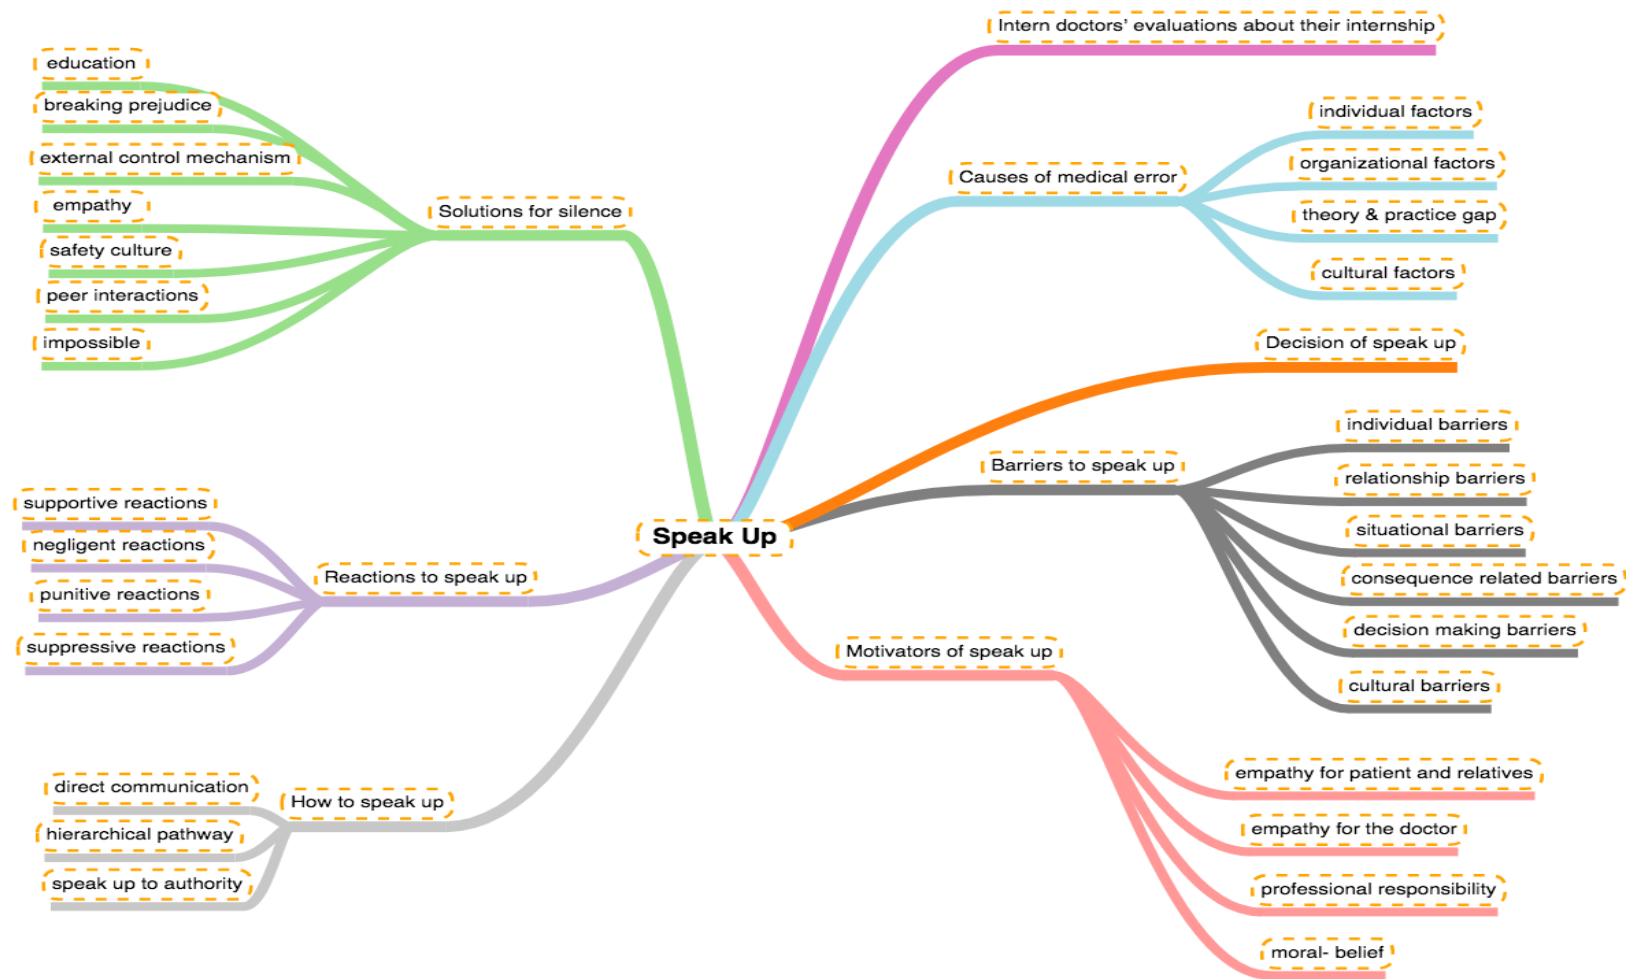 Speak Up
Intern doctors' evaluations about their internship
Causes of medical error
individual factors
organizational factors
theory & practice gap
cultural factors
Decision of speak up
Barriers to speak up
individual barriers
relationship barriers
situational barriers
consequence related barriers
decision making barriers
cultural barriers
Motivators of speak up
empathy for patient and relatives
empathy for the doctor
professional responsibility
moral- belief
Solutions for silence
education
breaking prejudice
external control mechanism
empathy
safety culture
peer interactions
impossible
Reactions to speak up
supportive reactions
negligent reactions
punitive reactions
suppressive reactions
How to speak up
direct communication
hierarchical pathway
speak up to authority